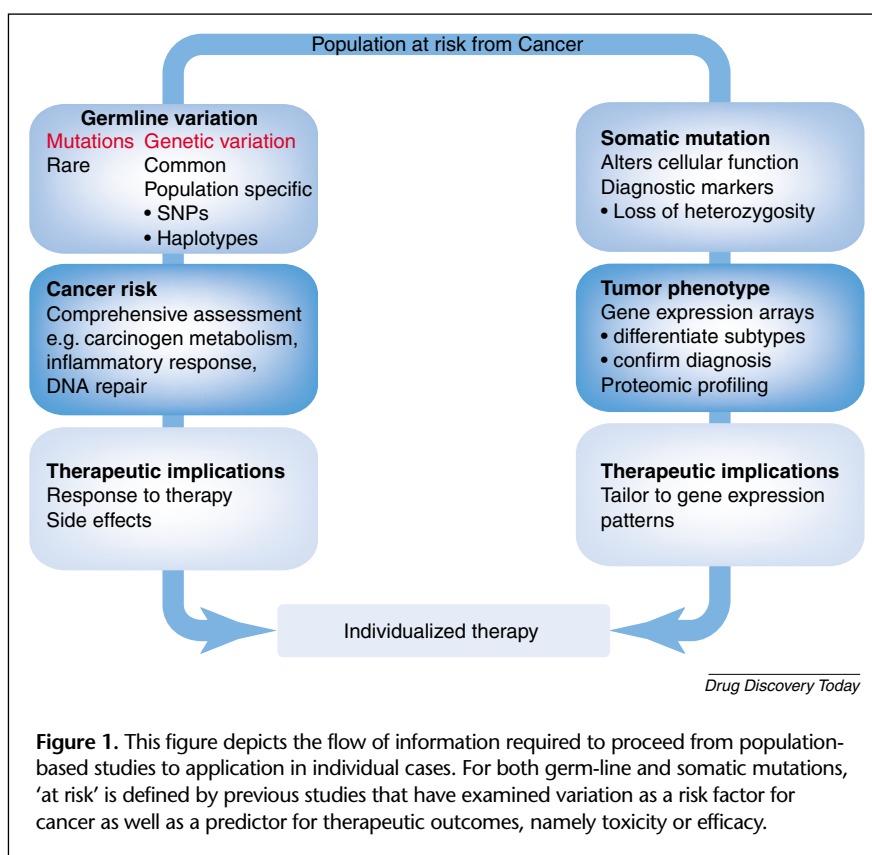 Population at risk from Cancer
Germline variation
Mutations Genetic variation
Rare Common
Population specific
• SNPs
• Haplotypes
Cancer risk
Comprehensive assessment
e.g. carcinogen metabolism,
inflammatory response,
DNA repair
Therapeutic implications
Response to therapy
Side effects
Somatic mutation
Alters cellular function
Diagnostic markers
• Loss of heterozygosity
Tumor phenotype
Gene expression arrays
• differentiate subtypes
• confirm diagnosis
Proteomic profiling
Therapeutic implications
Tailor to gene expression
patterns
Individualized therapy
Drug Discovery Today
Figure 1. This figure depicts the flow of information required to proceed from population-
based studies to application in individual cases. For both germ-line and somatic mutations,
‘at risk’ is defined by previous studies that have examined variation as a risk factor for
cancer as well as a predictor for therapeutic outcomes, namely toxicity or efficacy.